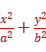 x²/a² + y²/b²